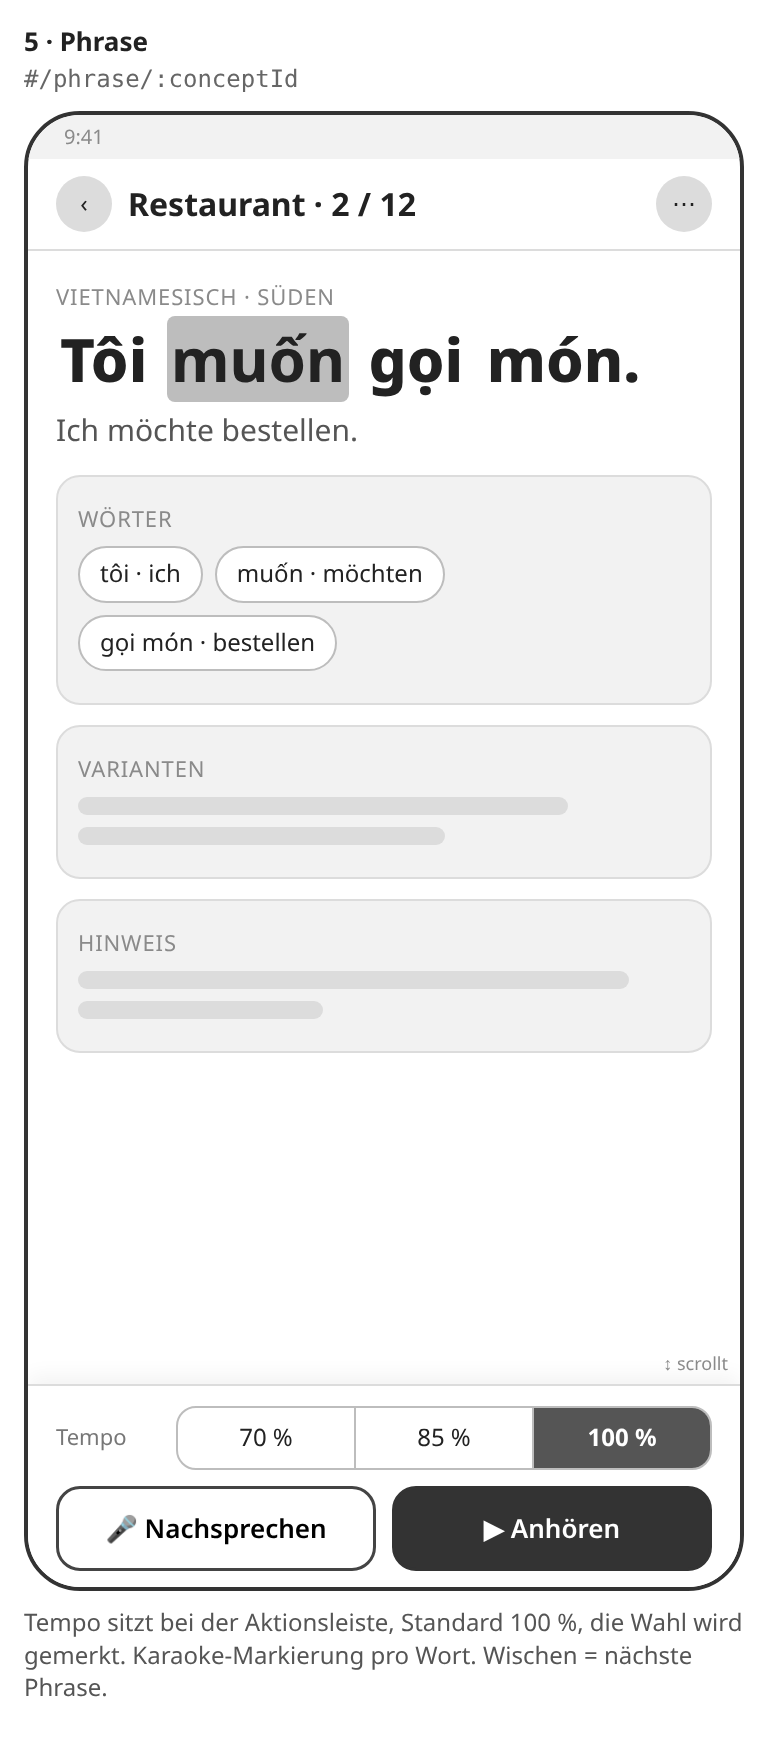 5 · Phrase
#/phrase/:conceptId
9:41
‹ Restaurant · 2 / 12 ⋯
VIETNAMESISCH · SÜDEN
Tôi muốn gọi món.
Ich möchte bestellen.
WÖRTER
tôi · ich muốn · möchten
gọi món · bestellen
VARIANTEN
HINWEIS
↕ scrollt
Tempo 70 % 85 % 100 %
🎤 Nachsprechen ▶ Anhören
Tempo sitzt bei der Aktionsleiste, Standard 100 %, die Wahl wird
gemerkt. Karaoke-Markierung pro Wort. Wischen = nächste
Phrase.